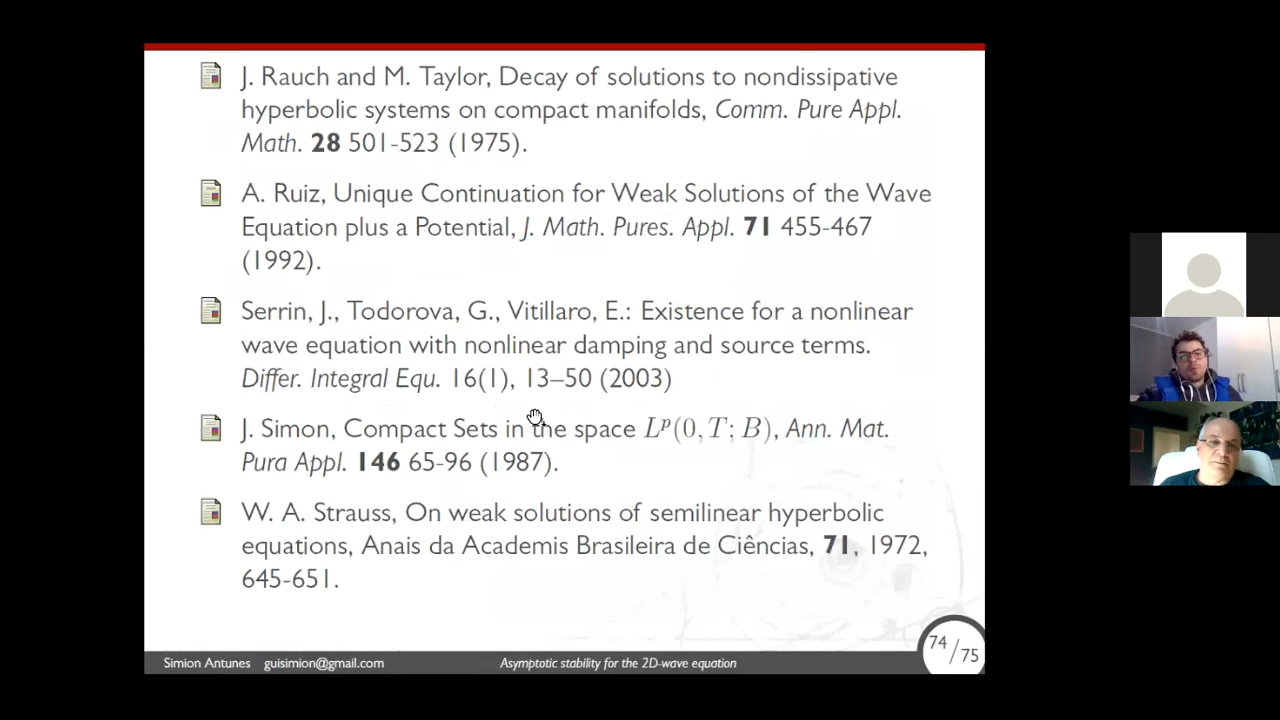 J. Rauch and M. Taylor, Decay of solutions to nondissipative
hyperbolic systems on compact manifolds, Comm. Pure Appl.
Math. 28 501-523 (1975).
A. Ruiz, Unique Continuation for Weak Solutions of the Wave
Equation plus a Potential, J. Math. Pures. Appl. 71 455-467
(1992).
Serrin, J., Todorova, G., Vitillaro, E.: Existence for a nonlinear
wave equation with nonlinear damping and source terms.
Differ. Integral Equ. 16(1), 13–50 (2003)
J. Simon, Compact Sets in the space L^p(0, T; B), Ann. Mat.
Pura Appl. 146 65-96 (1987).
W. A. Strauss, On weak solutions of semilinear hyperbolic
equations, Anais da Academis Brasileira de Ciências, 71, 1972,
645-651.
Simion Antunes guisimion@gmail.com Asymptotic stability for the 2D-wave equation 74/75